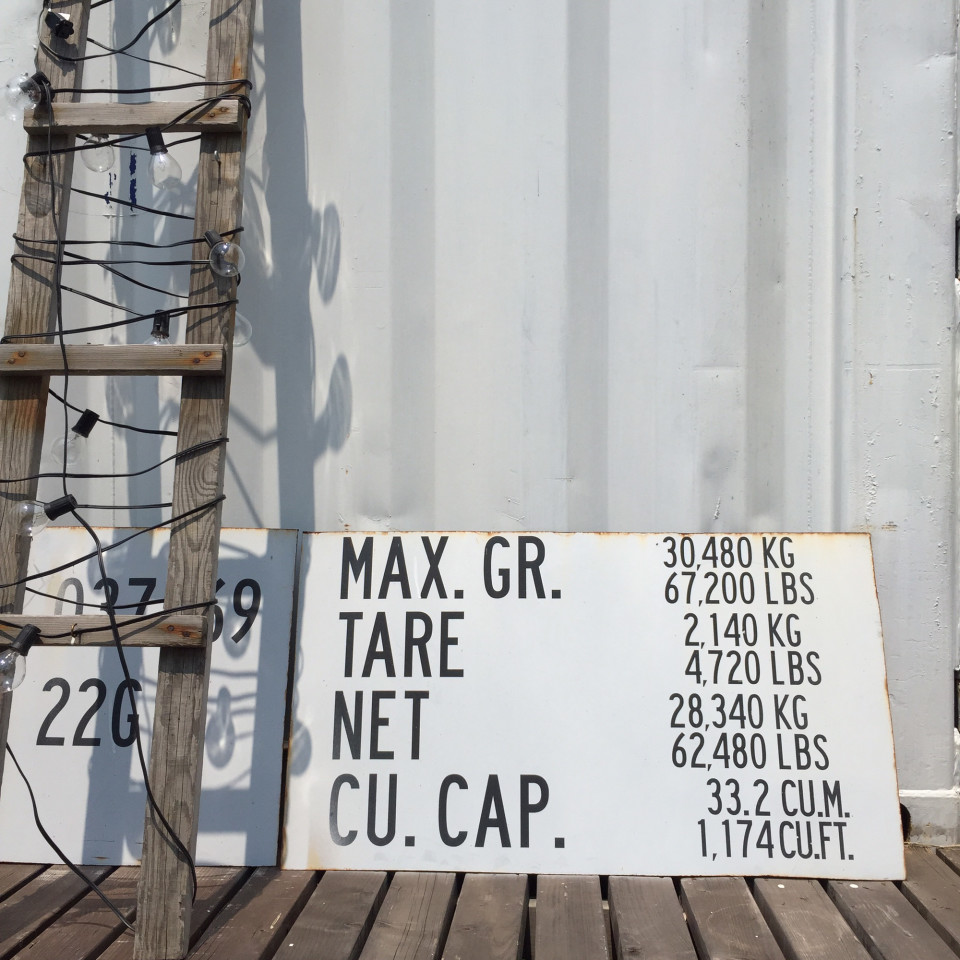 22G
MAX. GR. 30,480 KG
67,200 LBS
TARE 2,140 KG
4,720 LBS
NET 28,340 KG
62,480 LBS
CU. CAP. 33.2 CU.M.
1,174 CU.FT.